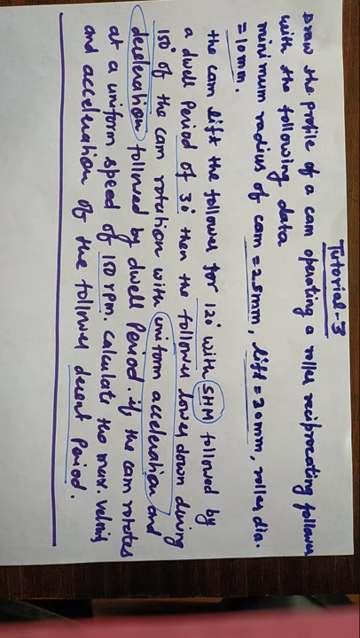 Tutorial-3
Draw the profile of a cam operating a roller reciprocating follower
with the following data
minimum radius of cam = 25mm, lift = 30mm, roller dia.
= 10mm.
the cam lift the follower for 120° with SHM followed by
a dwell Period of 30° then the follower lower down during
150° of the cam rotation with uniform acceleration and
deceleration followed by dwell Period. if the cam rotates
at a uniform speed of 150 rpm. calculate the max. velocity
and acceleration of the follower descent period.